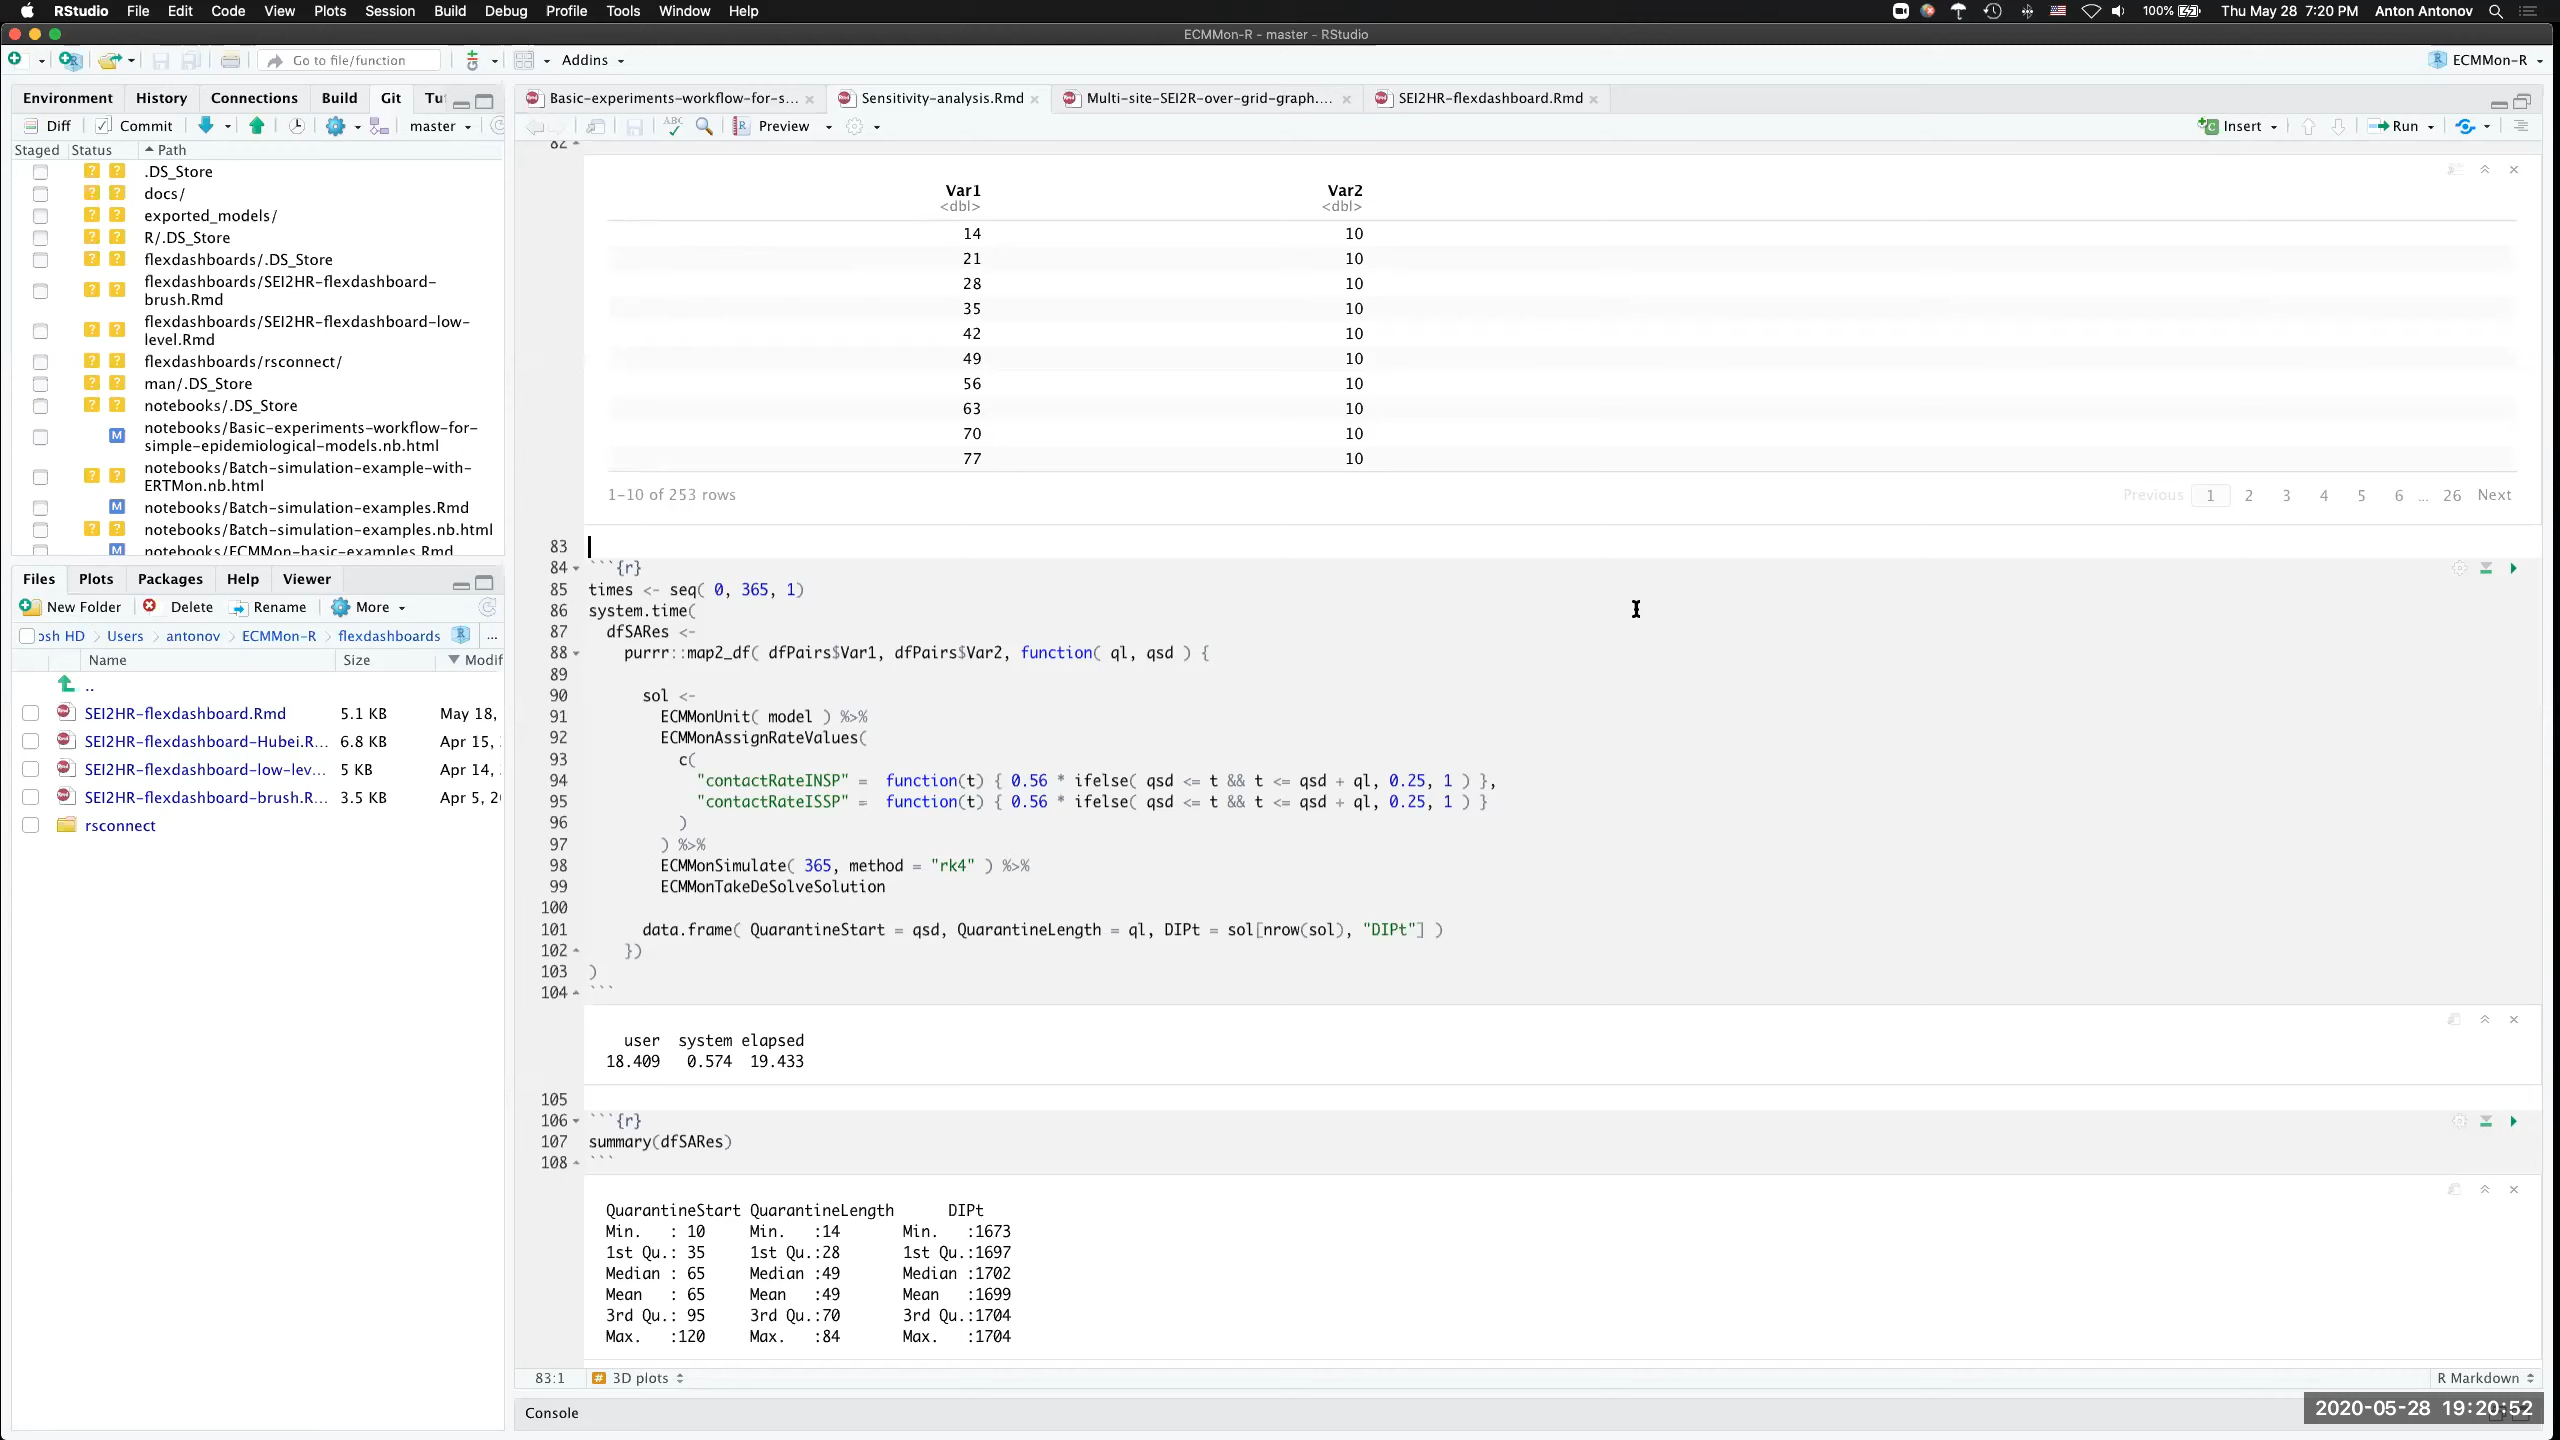 RStudio File Edit Code View Plots Session Build Debug Profile Tools Window Help 100% Thu May 28 7:20 PM Anton Antonov
ECMMon-R - master - RStudio
Go to file/function Addins ECMMon-R
Environment History Connections Build Git Tu
Diff Commit master
Staged Status Path
.DS_Store
docs/
exported_models/
R/.DS_Store
flexdashboards/.DS_Store
flexdashboards/SEI2HR-flexdashboard-
brush.Rmd
flexdashboards/SEI2HR-flexdashboard-low-
level.Rmd
flexdashboards/rsconnect/
man/.DS_Store
notebooks/.DS_Store
M notebooks/Basic-experiments-workflow-for-
simple-epidemiological-models.nb.html
notebooks/Batch-simulation-example-with-
ERTMon.nb.html
M notebooks/Batch-simulation-examples.Rmd
notebooks/Batch-simulation-examples.nb.html
M notebooks/ECMMon-basic-examples.Rmd
Files Plots Packages Help Viewer
New Folder Delete Rename More
osh HD > Users > antonov > ECMMon-R > flexdashboards ...
Name Size Modif
..
SEI2HR-flexdashboard.Rmd 5.1 KB May 18,
SEI2HR-flexdashboard-Hubei.R... 6.8 KB Apr 15,
SEI2HR-flexdashboard-low-lev... 5 KB Apr 14,
SEI2HR-flexdashboard-brush.R... 3.5 KB Apr 5, 2
rsconnect
Basic-experiments-workflow-for-s... Sensitivity-analysis.Rmd Multi-site-SEI2R-over-grid-graph.... SEI2HR-flexdashboard.Rmd
ABC Preview Insert Run
82
Var1 Var2
<dbl> <dbl>
14 10
21 10
28 10
35 10
42 10
49 10
56 10
63 10
70 10
77 10
1-10 of 253 rows Previous 1 2 3 4 5 6 ... 26 Next
83
84 ```{r}
85 times <- seq( 0, 365, 1)
86 system.time(
87 dfSARes <-
88 purrr::map2_df( dfPairs$Var1, dfPairs$Var2, function( ql, qsd ) {
89
90 sol <-
91 ECMMonUnit( model ) %>%
92 ECMMonAssignRateValues(
93 c(
94 "contactRateINSP" = function(t) { 0.56 * ifelse( qsd <= t && t <= qsd + ql, 0.25, 1 ) },
95 "contactRateISSP" = function(t) { 0.56 * ifelse( qsd <= t && t <= qsd + ql, 0.25, 1 ) }
96 )
97 ) %>%
98 ECMMonSimulate( 365, method = "rk4" ) %>%
99 ECMMonTakeDeSolveSolution
100
101 data.frame( QuarantineStart = qsd, QuarantineLength = ql, DIPt = sol[nrow(sol), "DIPt"] )
102 })
103 )
104 ```
user system elapsed
18.409 0.574 19.433
105
106 ```{r}
107 summary(dfSARes)
108 ```
QuarantineStart QuarantineLength DIPt
Min. : 10 Min. :14 Min. :1673
1st Qu.: 35 1st Qu.:28 1st Qu.:1697
Median : 65 Median :49 Median :1702
Mean : 65 Mean :49 Mean :1699
3rd Qu.: 95 3rd Qu.:70 3rd Qu.:1704
Max. :120 Max. :84 Max. :1704
83:1 # 3D plots R Markdown
Console
2020-05-28 19:20:52